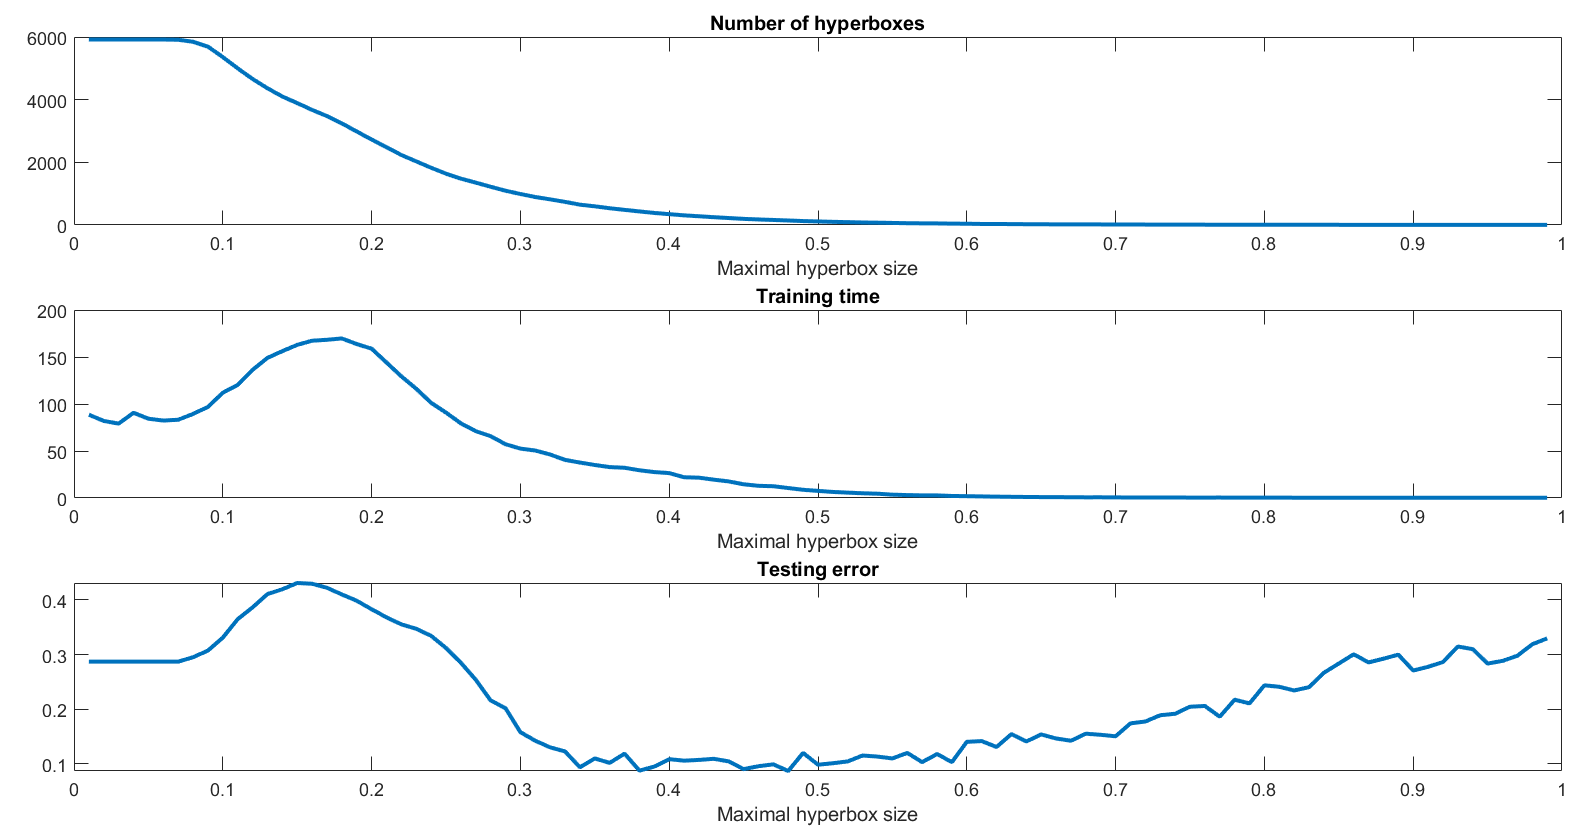 Number of hyperboxes
6000
4000
2000
0
0 0.1 0.2 0.3 0.4 0.5 0.6 0.7 0.8 0.9 1
Maximal hyperbox size
Training time
200
150
100
50
0
0 0.1 0.2 0.3 0.4 0.5 0.6 0.7 0.8 0.9 1
Maximal hyperbox size
Testing error
0.4
0.3
0.2
0.1
0 0.1 0.2 0.3 0.4 0.5 0.6 0.7 0.8 0.9 1
Maximal hyperbox size